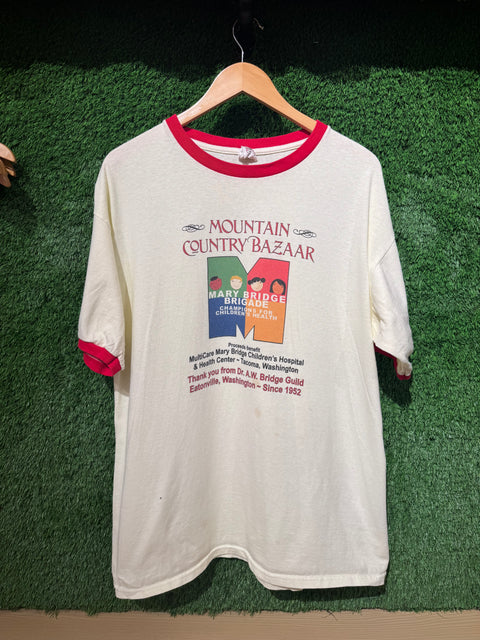 MOUNTAIN
COUNTRY BAZAAR
MARY BRIDGE
BRIGADE
CHAMPIONS FOR
CHILDREN'S HEALTH
Proceeds benefit
MultiCare Mary Bridge Children's Hospital
& Health Center ~ Tacoma, Washington
Thank you from Dr. A.W. Bridge Guild
Eatonville, Washington ~ Since 1952